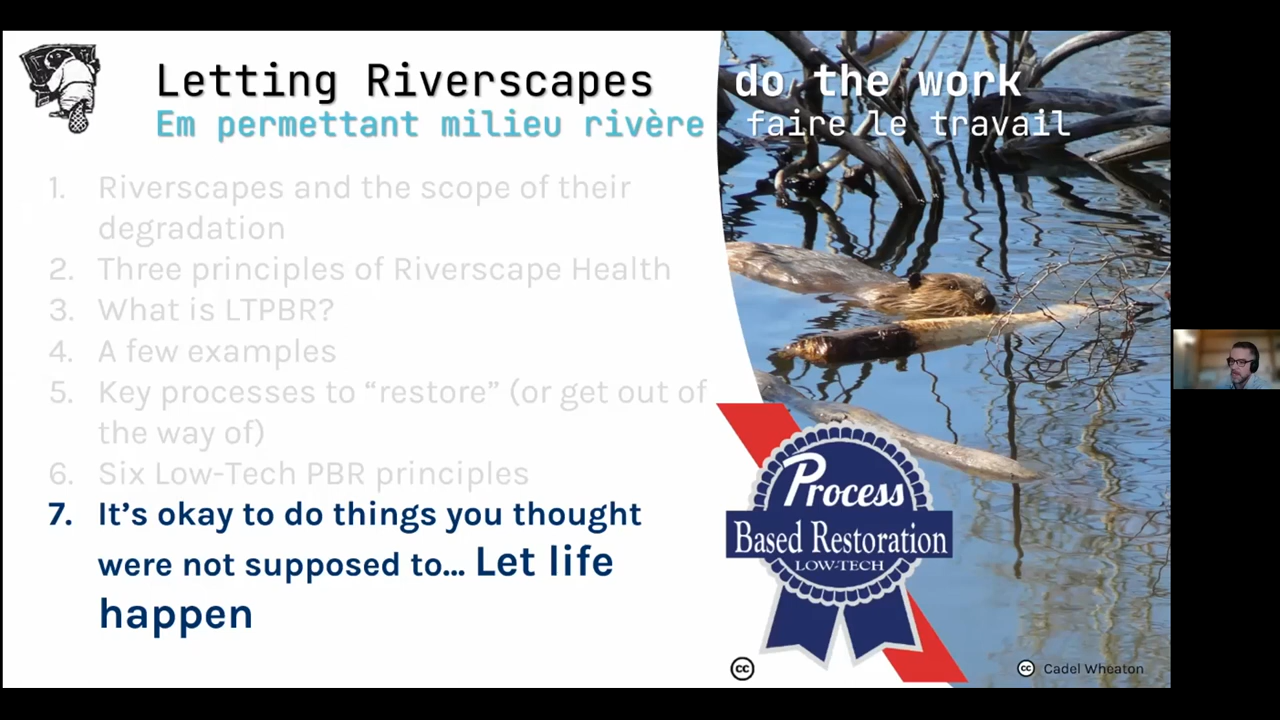 Letting Riverscapes do the work
Em permettant milieu rivère faire le travail
1. Riverscapes and the scope of their
degradation
2. Three principles of Riverscape Health
3. What is LTPBR?
4. A few examples
5. Key processes to “restore” (or get out of
the way of)
6. Six Low-Tech PBR principles
7. It’s okay to do things you thought
were not supposed to... Let life
happen
Process
Based Restoration
LOW-TECH
cc
cc Cadel Wheaton